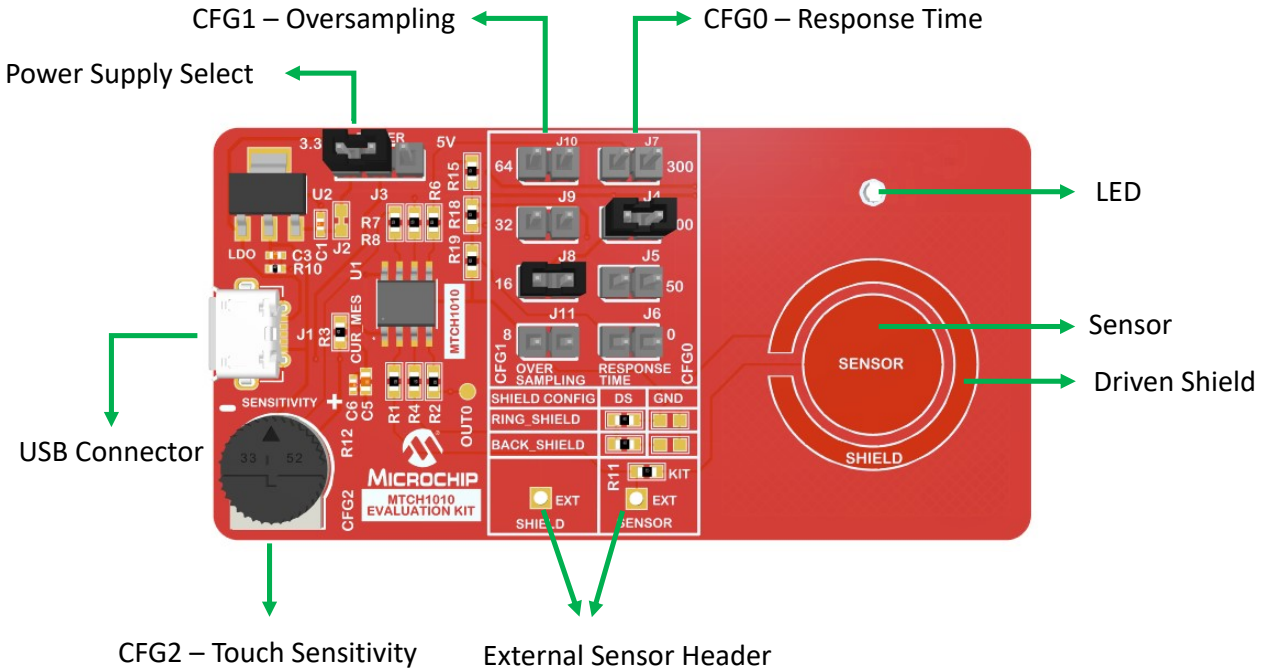 CFG1 – Oversampling
CFG0 – Response Time
Power Supply Select
3.3
ER
5V
J10
J7
64
300
R15
U2
J3
R6
J9
J4
LED
R7
R8
R18
32
00
C1
J2
LDO
C3
R10
R19
J8
J5
U1
16
50
J1
R3
CUR_MES
MTCH1010
J11
J6
8
0
Sensor
SENSOR
CFG1
OVER
SAMPLING
RESPONSE
TIME
CFG0
Driven Shield
- SENSITIVITY +
C6
C5
R1
R4
R2
OUT0
SHIELD CONFIG
DS
GND
RING_SHIELD
BACK_SHIELD
USB Connector
33
52
R12
CFG2
MICROCHIP
MTCH1010
EVALUATION KIT
R11
KIT
SHIELD
EXT
EXT
SHIELD
SENSOR
CFG2 – Touch Sensitivity
External Sensor Header